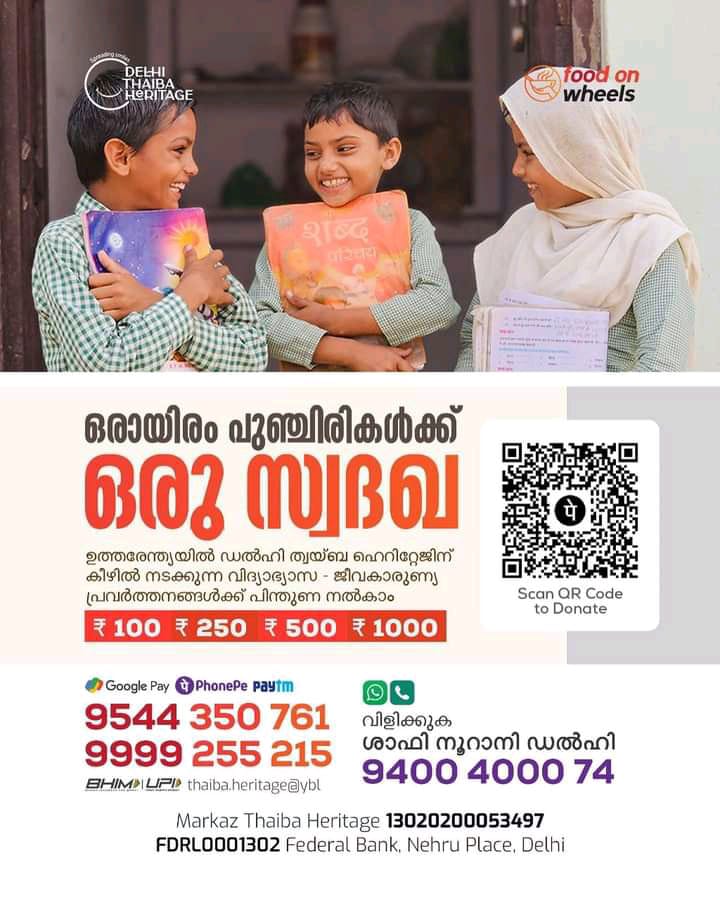 Spreading smiles
DELHI
THAIBA
HERITAGE
food on
wheels
शब्द
परिचय
ഒരായിരം പുഞ്ചിരികൾക്ക്
ഒരു സ്വദഖ
ഉത്തരേന്ത്യയിൽ ഡൽഹി ത്വയ്ബ ഹെറിറ്റേജിന്
കീഴിൽ നടക്കുന്ന വിദ്യാഭ്യാസ - ജീവകാരുണ്യ
പ്രവർത്തനങ്ങൾക്ക് പിന്തുണ നൽകാം
₹ 100 ₹ 250 ₹ 500 ₹ 1000
Scan QR Code
to Donate
Google Pay PhonePe paytm
9544 350 761
9999 255 215
BHIM UPI thaiba.heritage@ybl
വിളിക്കുക
ശാഫി നൂറാനി ഡൽഹി
9400 4000 74
Markaz Thaiba Heritage 13020200053497
FDRL0001302 Federal Bank, Nehru Place, Delhi